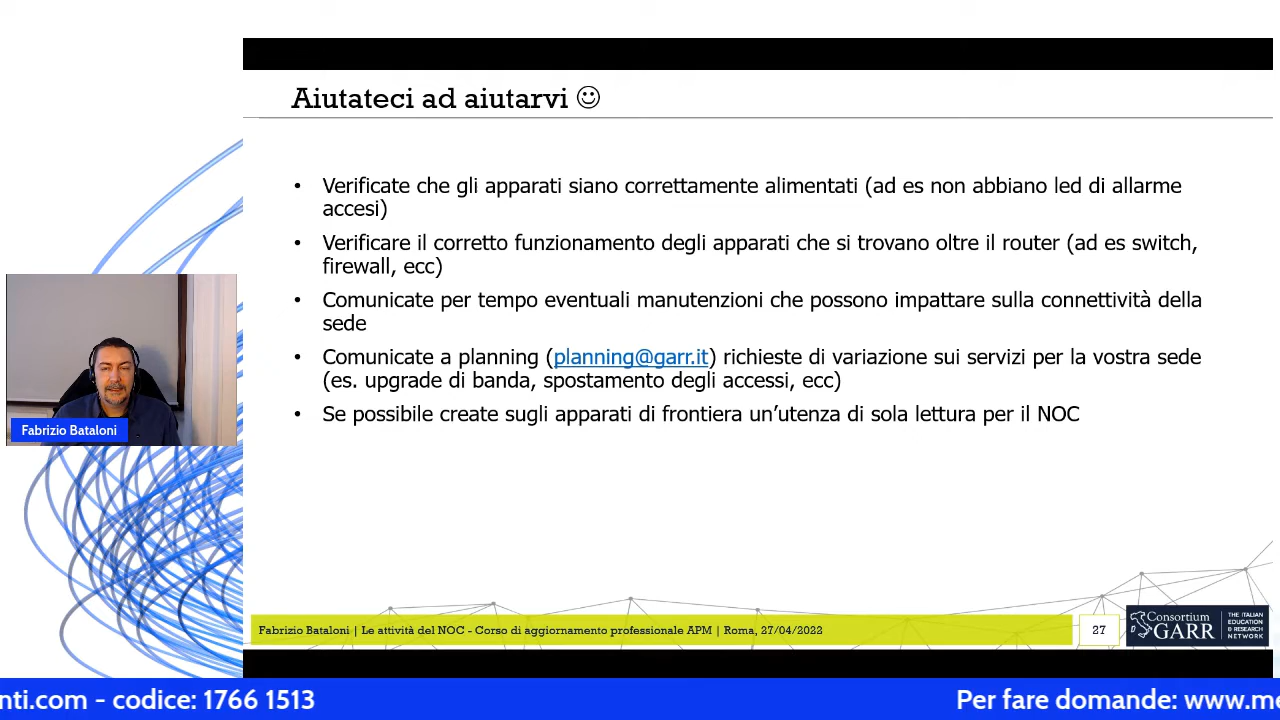 Aiutateci ad aiutarvi ☺
• Verificate che gli apparati siano correttamente alimentati (ad es non abbiano led di allarme
accesi)
• Verificare il corretto funzionamento degli apparati che si trovano oltre il router (ad es switch,
firewall, ecc)
• Comunicate per tempo eventuali manutenzioni che possono impattare sulla connettività della
sede
• Comunicate a planning (planning@garr.it) richieste di variazione sui servizi per la vostra sede
(es. upgrade di banda, spostamento degli accessi, ecc)
• Se possibile create sugli apparati di frontiera un’utenza di sola lettura per il NOC
Fabrizio Bataloni
Fabrizio Bataloni | Le attività del NOC - Corso di aggiornamento professionale APM | Roma, 27/04/2022
27
Consortium
GARR
THE ITALIAN
EDUCATION
& RESEARCH
NETWORK
nti.com - codice: 1766 1513
Per fare domande: www.me